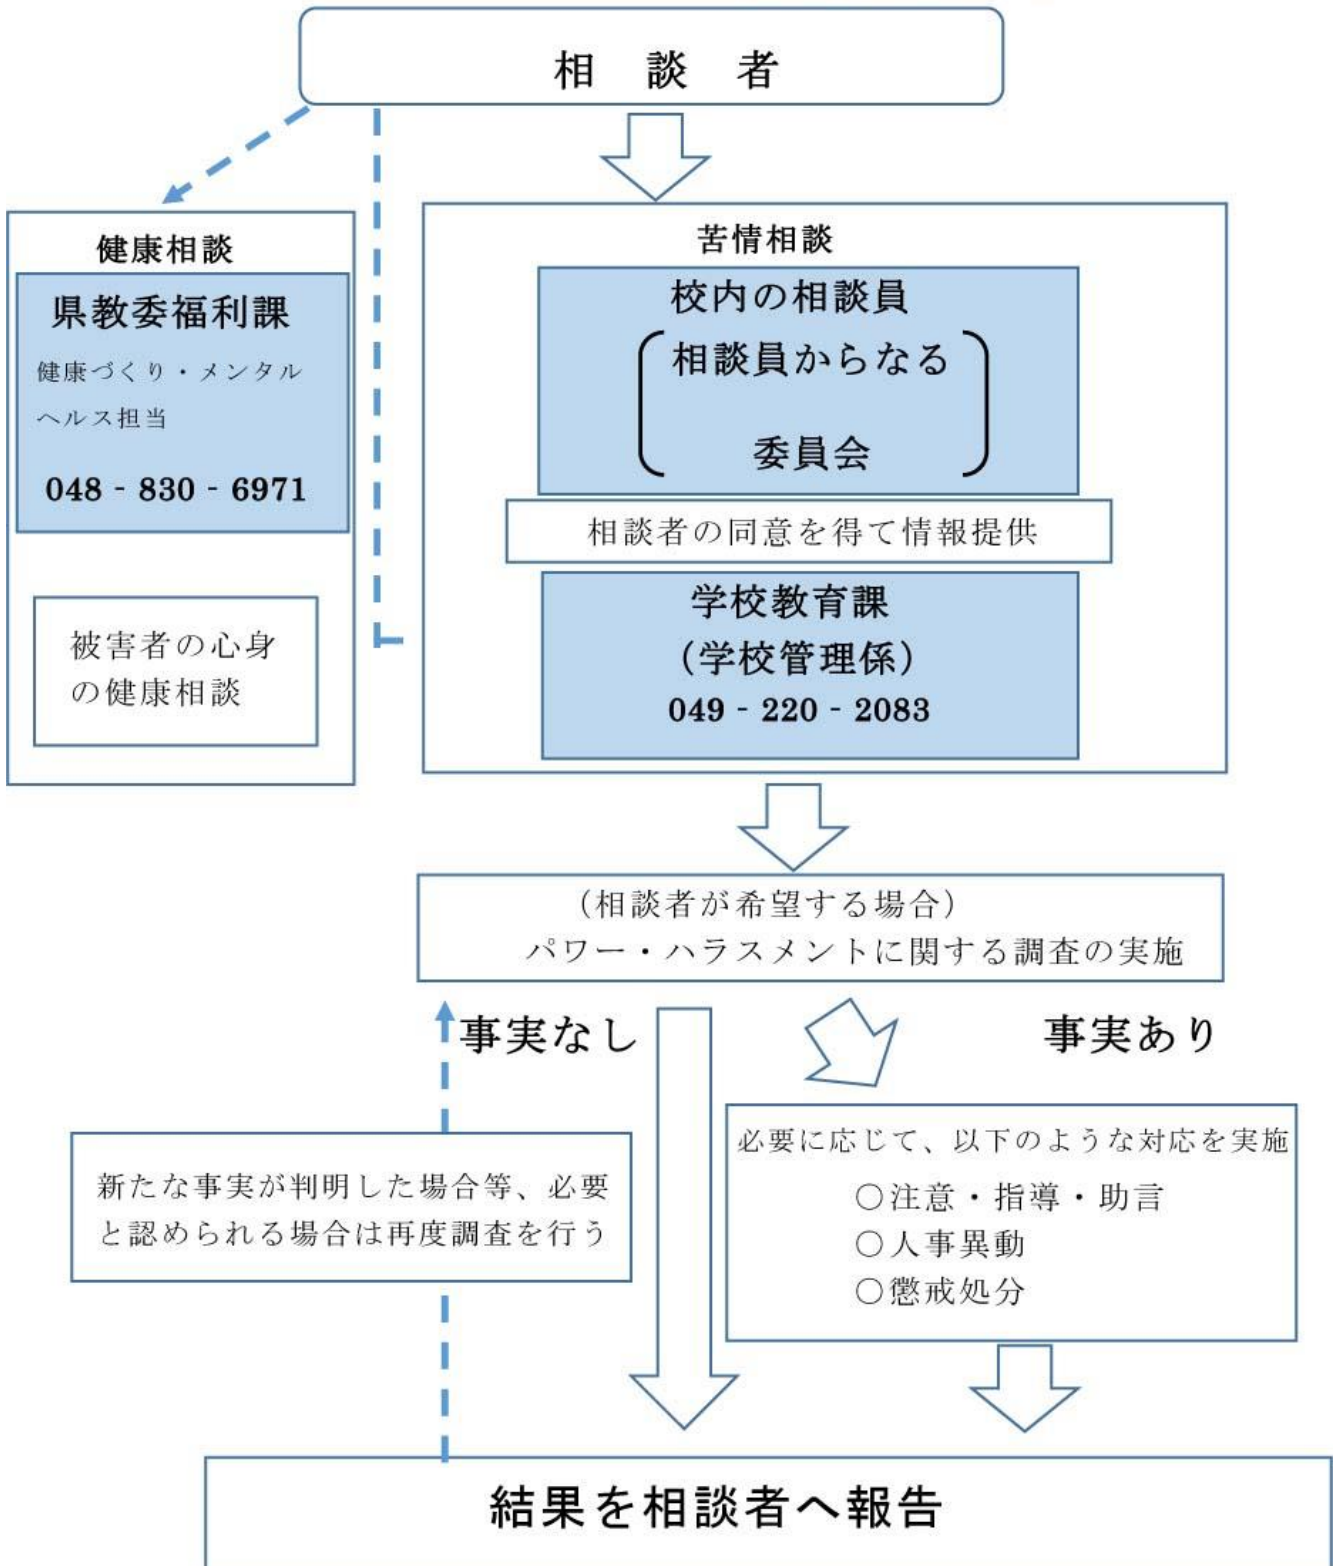 相　談　者
健康相談
県教委福利課
健康づくり・メンタル
ヘルス担当
048 - 830 - 6971
被害者の心身
の健康相談
苦情相談
校内の相談員
相談員からなる
委員会
相談者の同意を得て情報提供
学校教育課
（学校管理係）
049 - 220 - 2083
（相談者が希望する場合）
パワー・ハラスメントに関する調査の実施
事実なし
事実あり
新たな事実が判明した場合等、必要
と認められる場合は再度調査を行う
必要に応じて、以下のような対応を実施
○注意・指導・助言
○人事異動
○懲戒処分
結果を相談者へ報告